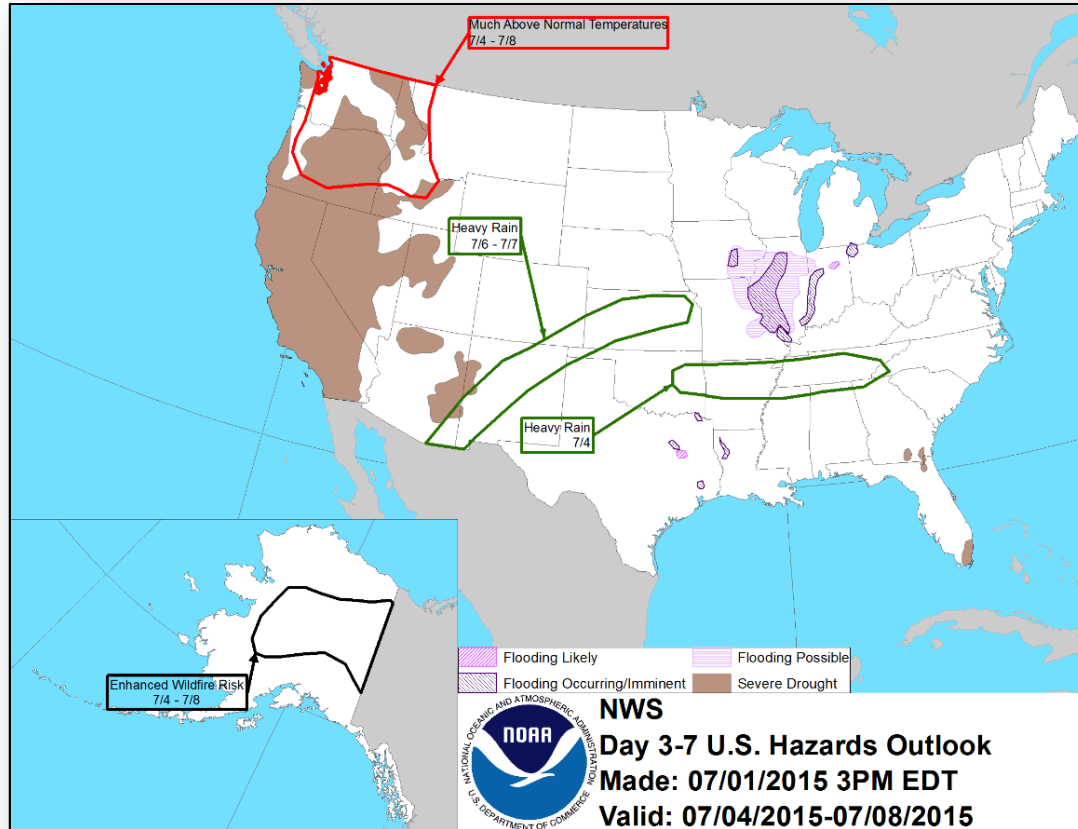 Much Above Normal Temperatures
7/4 - 7/8
Heavy Rain
7/6 - 7/7
Heavy Rain
7/4
Enhanced Wildfire Risk
7/4 - 7/8
Flooding Likely
Flooding Possible
Flooding Occurring/Imminent
Severe Drought
NATIONAL OCEANIC AND ATMOSPHERIC ADMINISTRATION
NOAA
U.S. DEPARTMENT OF COMMERCE
NWS
Day 3-7 U.S. Hazards Outlook
Made: 07/01/2015 3PM EDT
Valid: 07/04/2015-07/08/2015